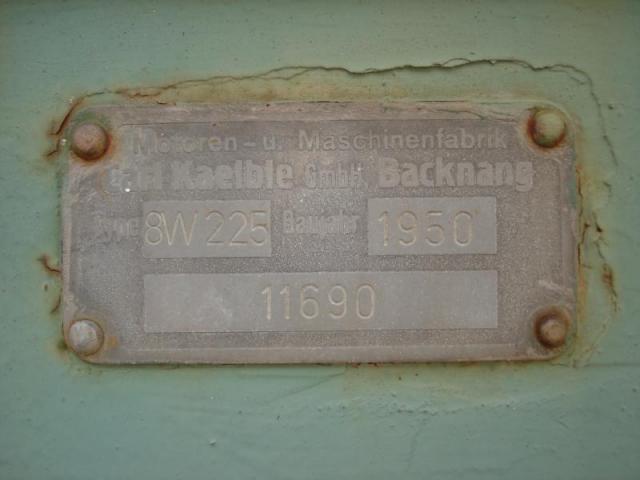 Motoren - u. Maschinenfabrik
Carl Kaelble GmbH, Backnang
Type 8W225 Baujahr 1950
11690